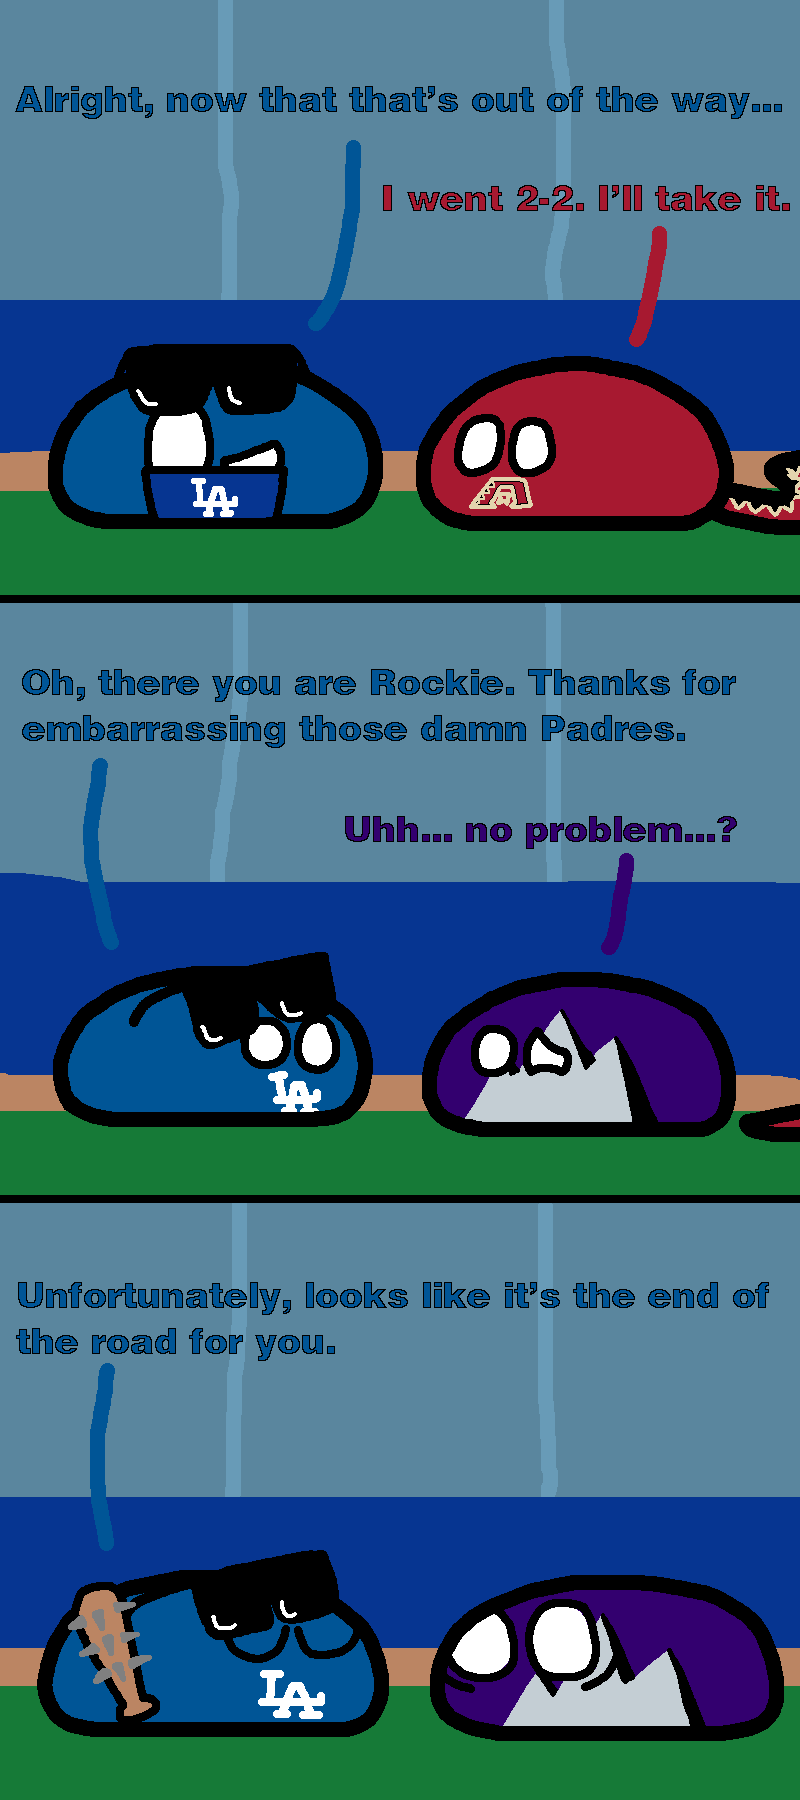 Alright, now that that's out of the way...
I went 2-2. I'll take it.
LA
A
Oh, there you are Rockie. Thanks for
embarrassing those damn Padres.
Uhh... no problem...?
LA
Unfortunately, looks like it's the end of
the road for you.
LA